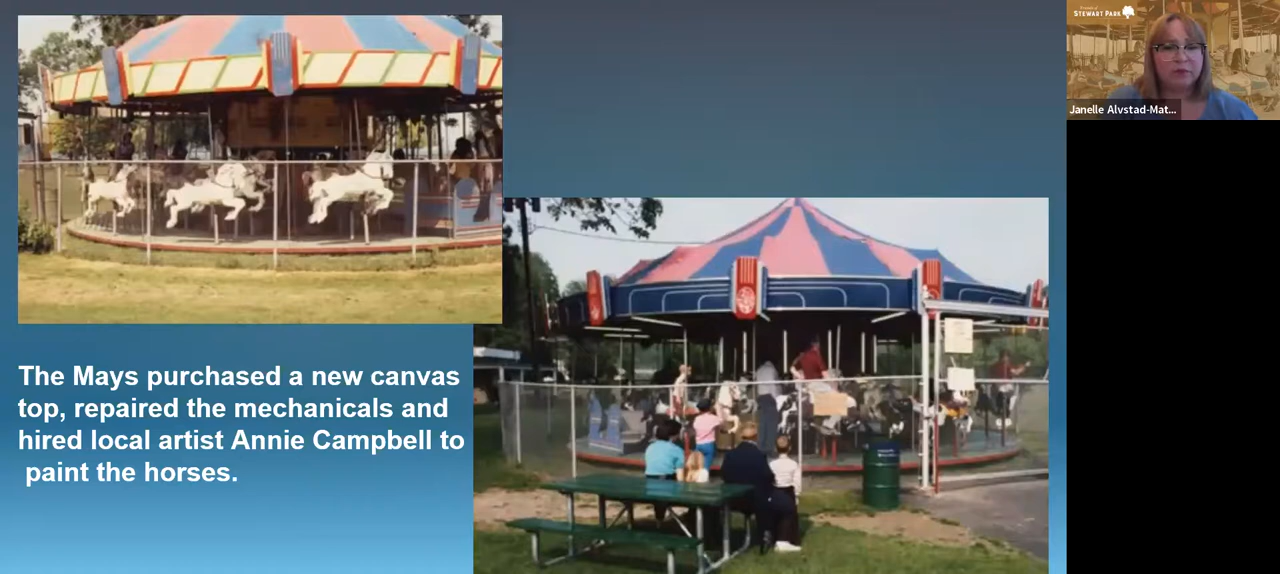 The Mays purchased a new canvas
top, repaired the mechanicals and
hired local artist Annie Campbell to
paint the horses.
STEWART PARK
Janelle Alvstad-Mat...